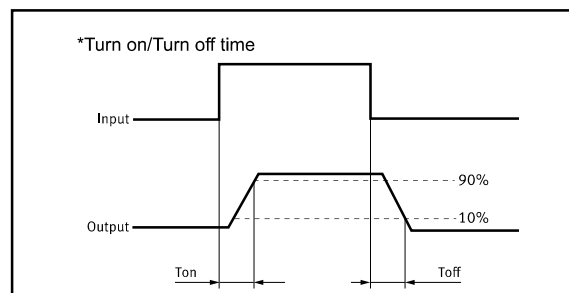 *Turn on/Turn off time
Input
90%
10%
Output
Ton
Toff